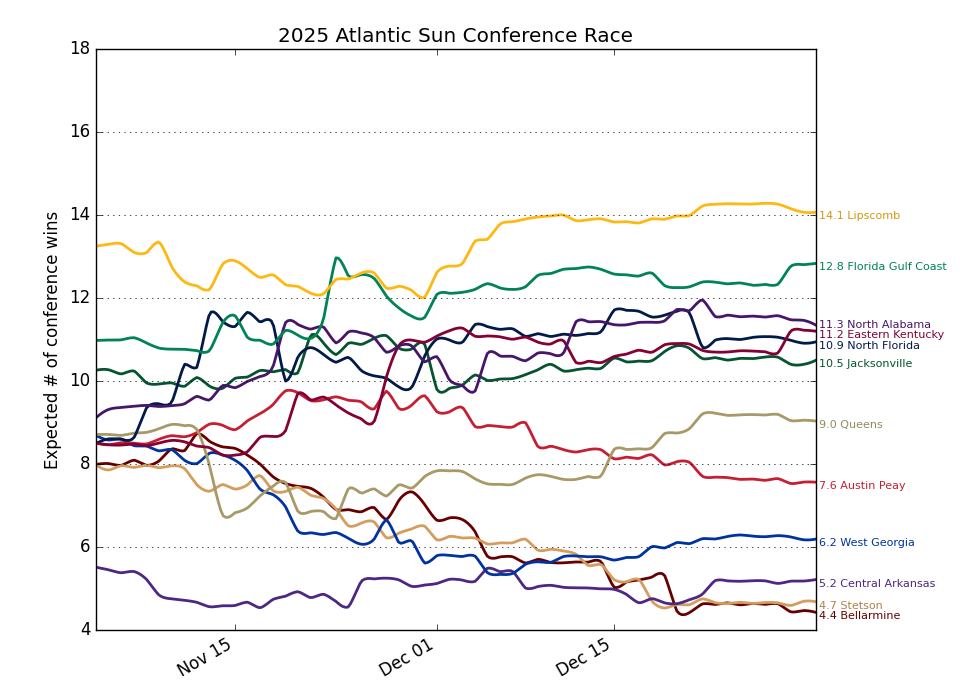 2025 Atlantic Sun Conference Race
Expected # of conference wins
18
16
14
12
10
8
6
4
Nov 15
Dec 01
Dec 15
14.1 Lipscomb
12.8 Florida Gulf Coast
11.3 North Alabama
11.2 Eastern Kentucky
10.9 North Florida
10.5 Jacksonville
9.0 Queens
7.6 Austin Peay
6.2 West Georgia
5.2 Central Arkansas
4.7 Stetson
4.4 Bellarmine